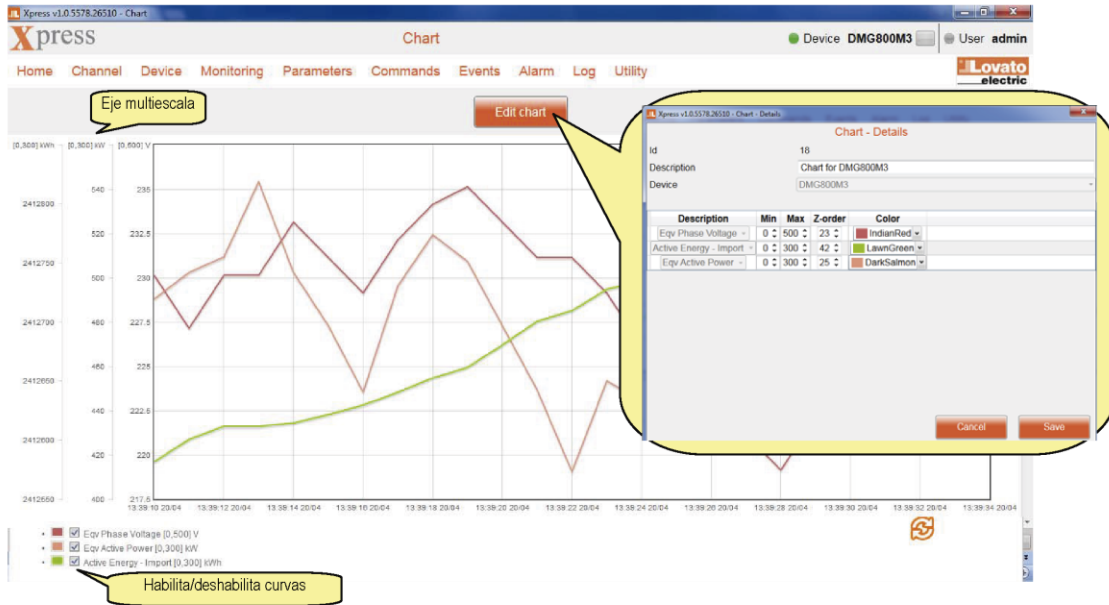 Xpress v1.0.5578.26510 - Chart
Xpress
Chart
Device DMG800M3
User admin
Home Channel Device Monitoring Parameters Commands Events Alarm Log Utility
Lovato electric
Eje multiescala
Edit chart
[0,300] kWh [0,300] kW [0,500] V
540 235
2412800
520 232.5
2412750 500 230
2412700 480 227.5
460 225
2412650
440 222.5
2412600
420 220
2412550 400 217.5
13:39:10 20/04 13:39:12 20/04 13:39:14 20/04 13:39:16 20/04 13:39:18 20/04 13:39:20 20/04 13:39:22 20/04 13:39:24 20/04 13:39:26 20/04 13:39:28 20/04 13:39:30 20/04 13:39:32 20/04 13:39:34 20/04
Eqv Phase Voltage [0,500] V
Eqv Active Power [0,300] kW
Active Energy - Import [0,300] kWh
Habilita/deshabilita curvas
Xpress v1.0.5578.26510 - Chart - Details
Chart - Details
Id 18
Description Chart for DMG800M3
Device DMG800M3
Description Min Max Z-order Color
Eqv Phase Voltage 0 500 23 IndianRed
Active Energy - Import 0 300 42 LawnGreen
Eqv Active Power 0 300 25 DarkSalmon
Cancel Save